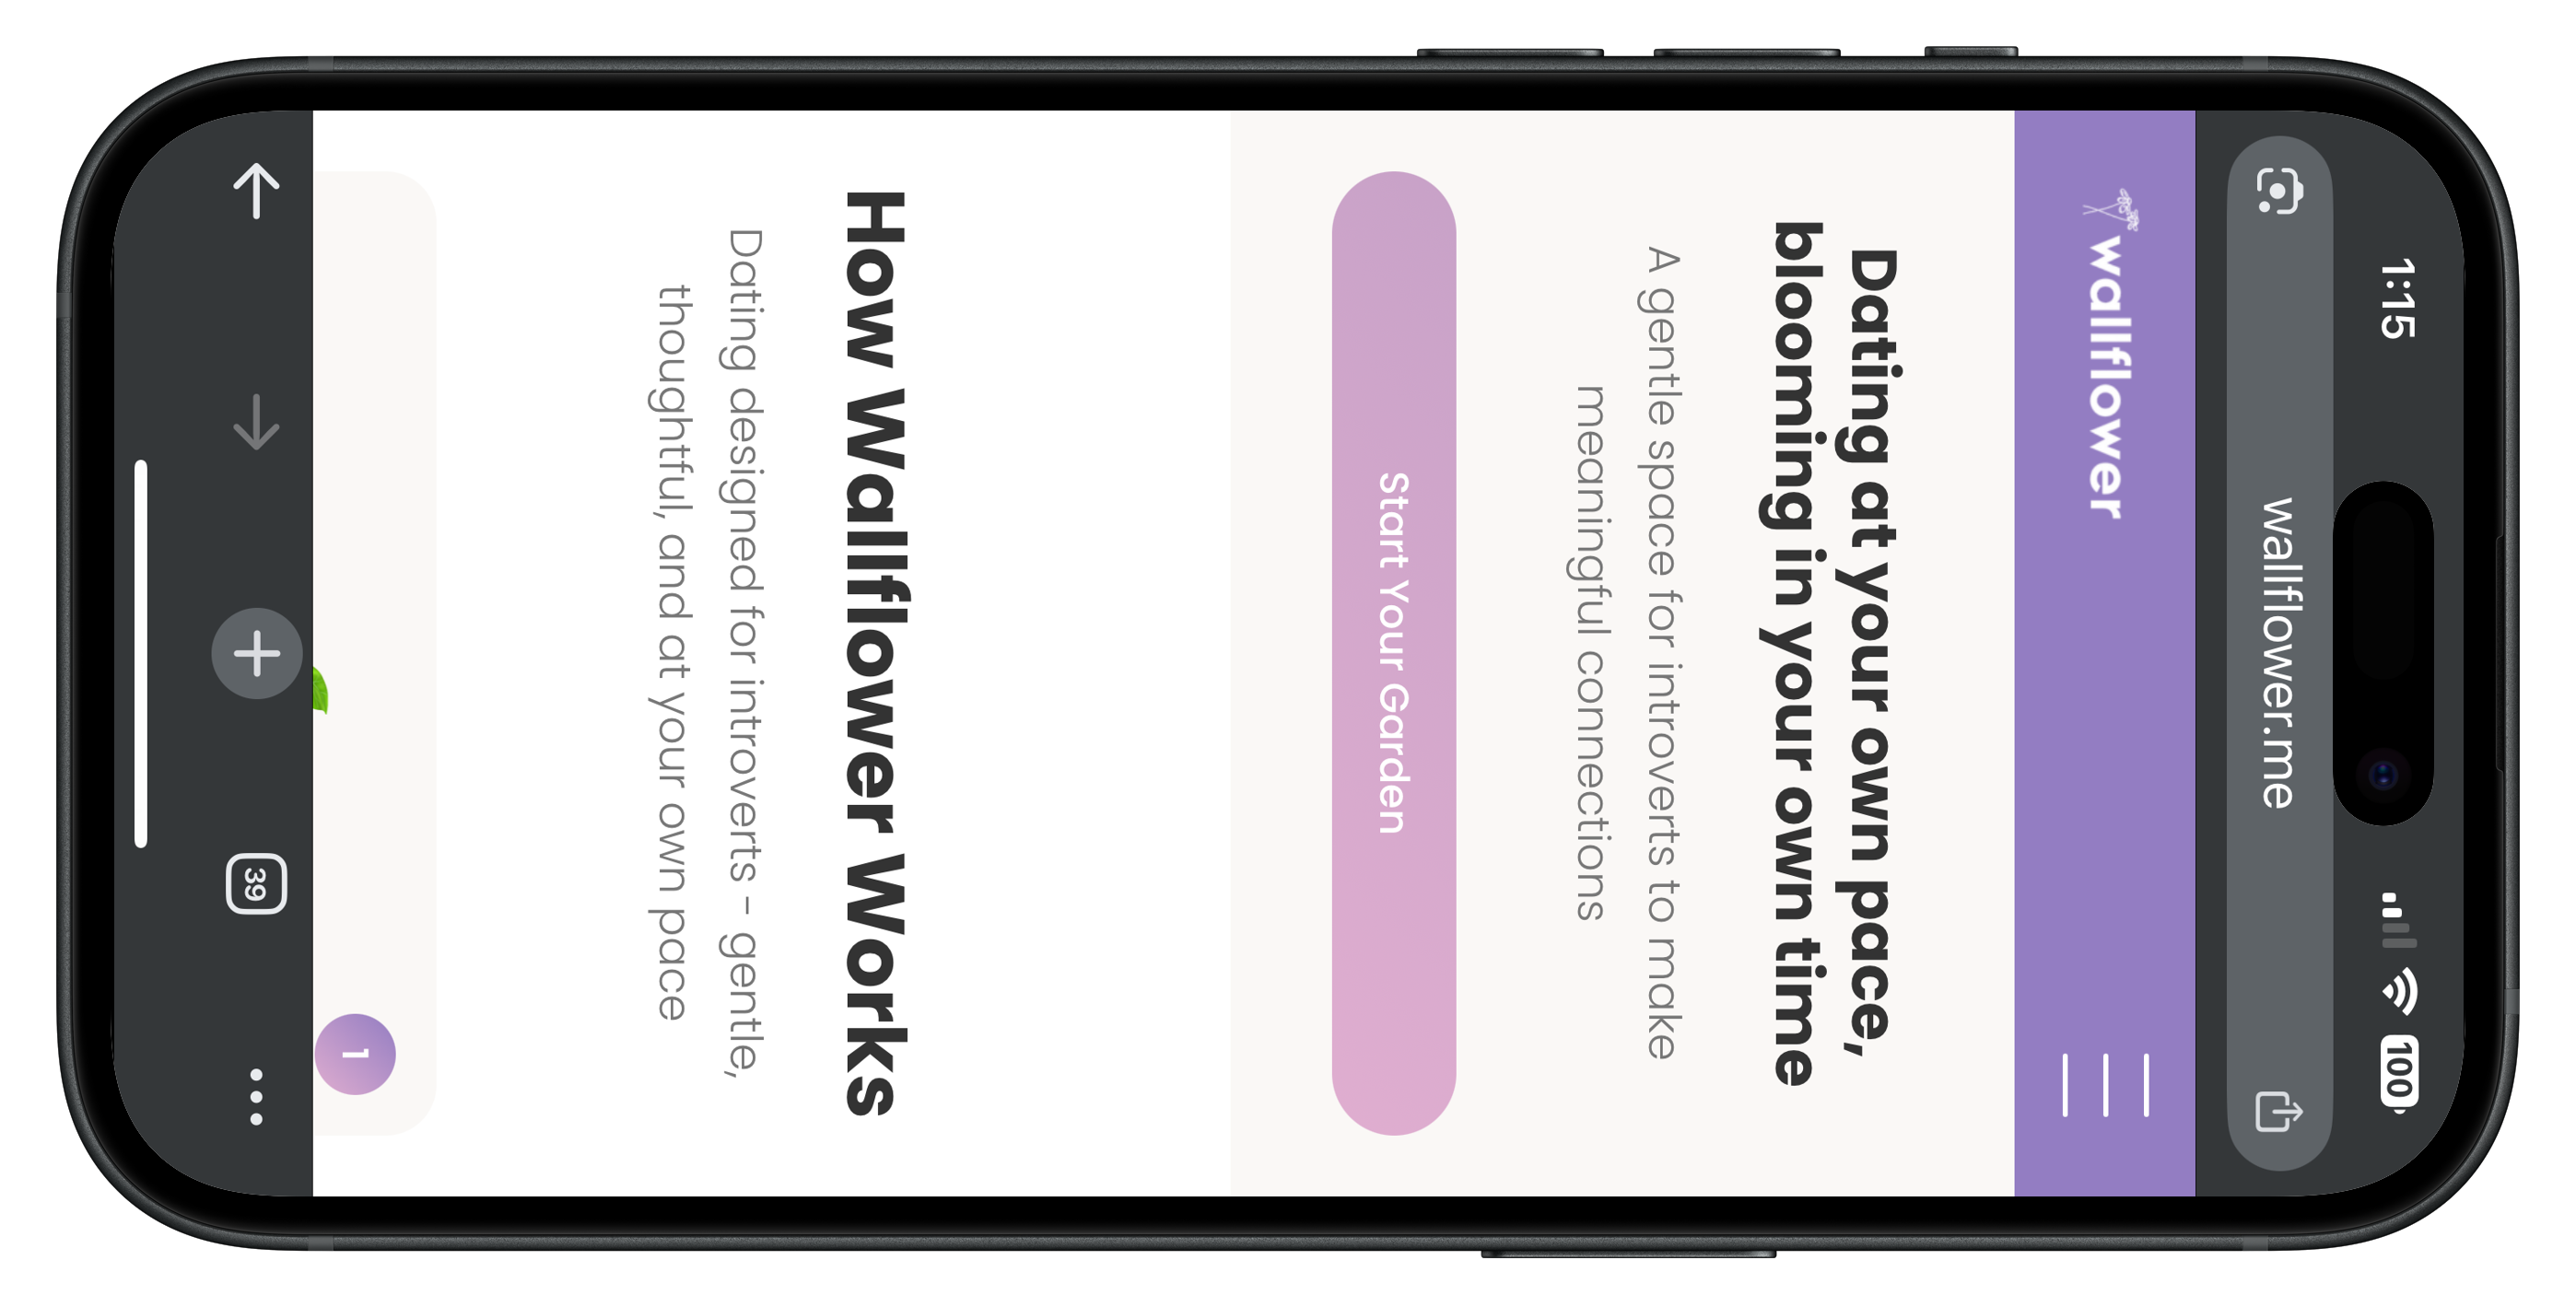 1:15
100
wallflower.me
wallflower
Dating at your own pace,
blooming in your own time
A gentle space for introverts to make
meaningful connections
Start Your Garden
How Wallflower Works
Dating designed for introverts – gentle,
thoughtful, and at your own pace
1
39